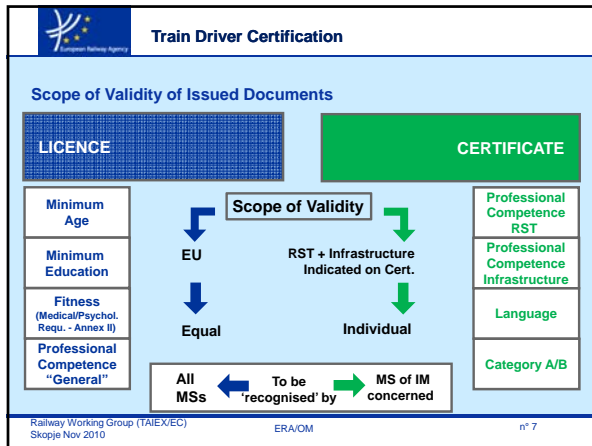 European Railway Agency
Train Driver Certification
Scope of Validity of Issued Documents
LICENCE
CERTIFICATE
Minimum
Age
Minimum
Education
Fitness
(Medical/Psychol.
Requ. - Annex II)
Professional
Competence
“General”
Scope of Validity
EU
RST + Infrastructure
Indicated on Cert.
Equal
Individual
All
MSs
To be
‘recognised’ by
MS of IM
concerned
Professional
Competence
RST
Professional
Competence
Infrastructure
Language
Category A/B
Railway Working Group (TAIEX/EC)
Skopje Nov 2010
ERA/OM
n° 7